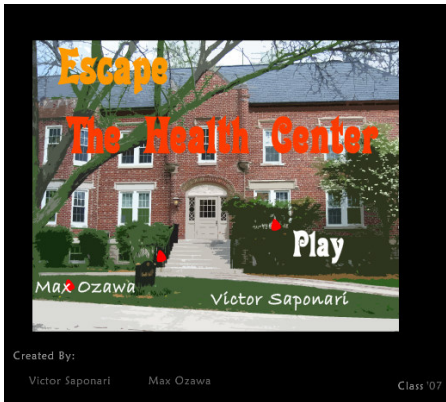 Escape
The Health Center
Play
Max Ozawa
Victor Saponari
Created By:
Victor Saponari Max Ozawa
Class '07